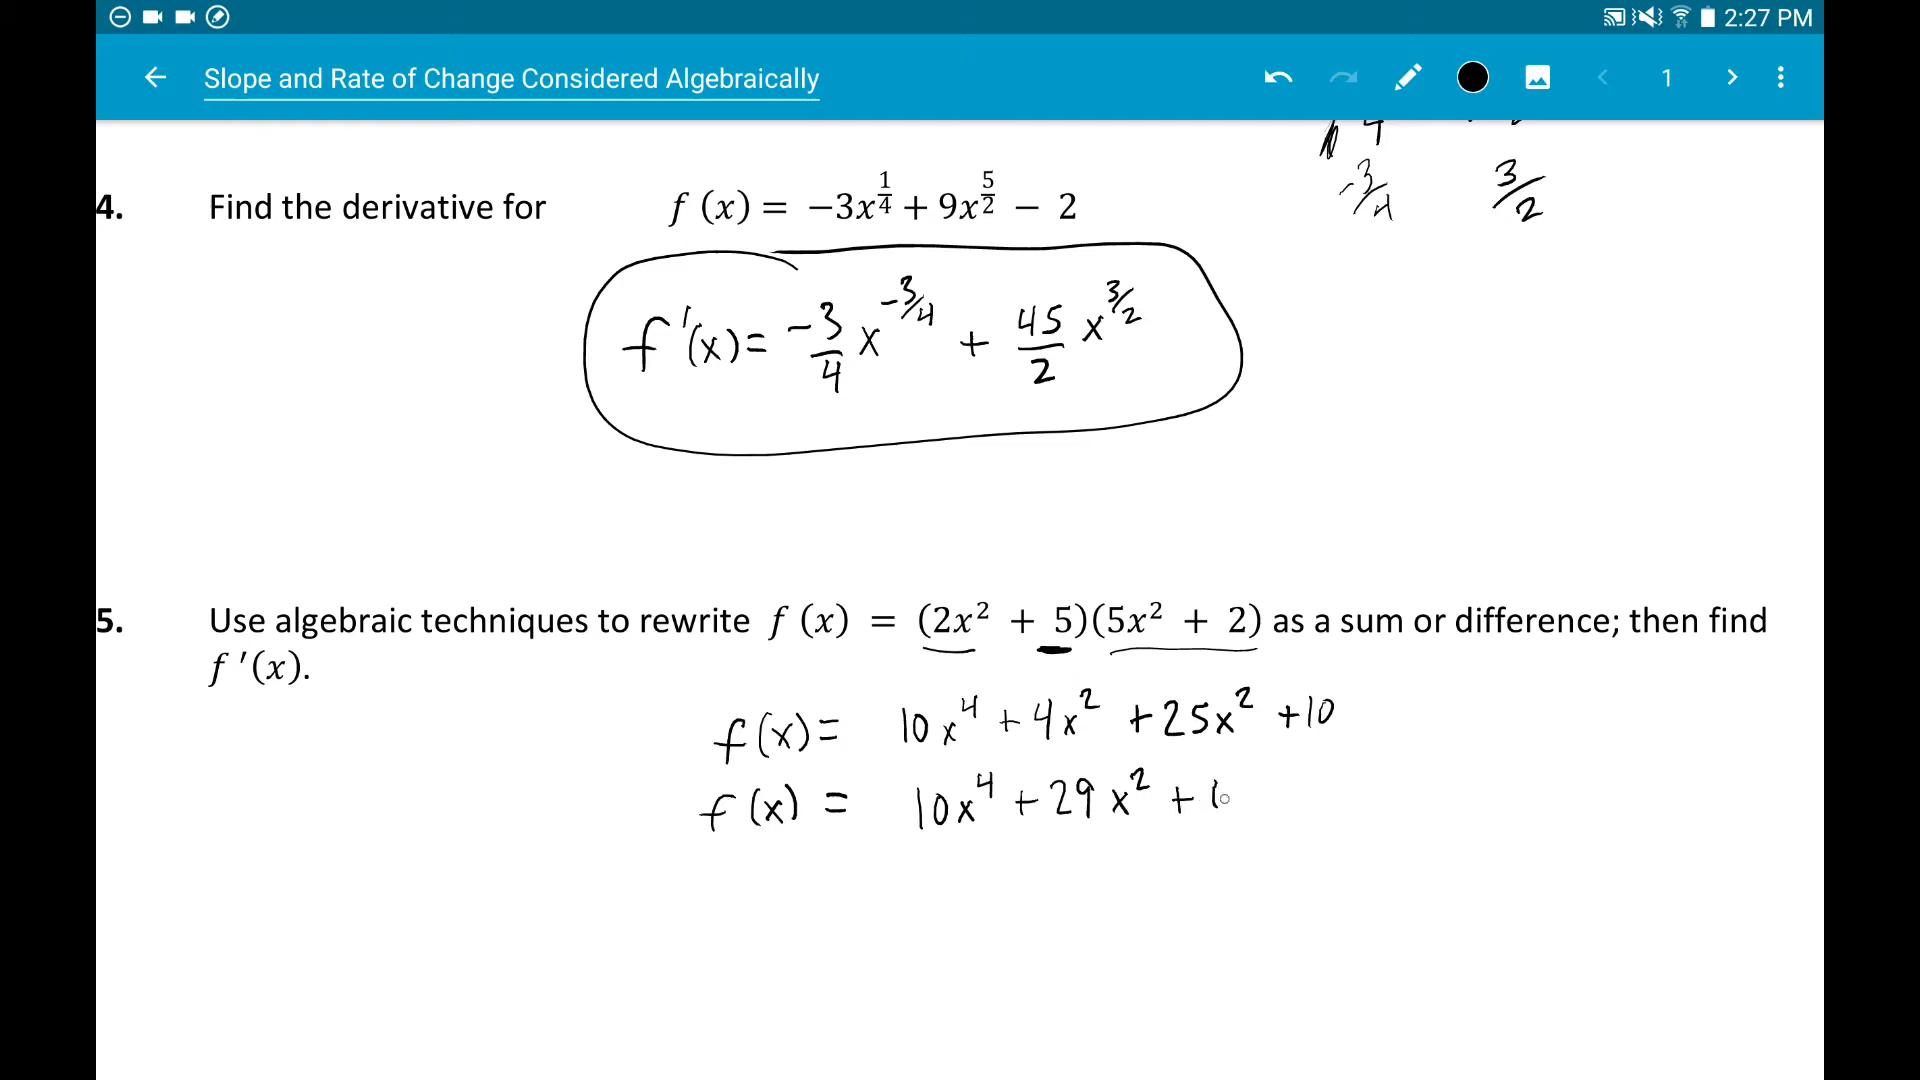 2:27 PM
Slope and Rate of Change Considered Algebraically
1
-3/4 3/2
4. Find the derivative for f (x) = −3x^{1/4} + 9x^{5/2} − 2
f'(x) = -3/4 x^{-3/4} + 45/2 x^{3/2}
5. Use algebraic techniques to rewrite f (x) = (2x² + 5)(5x² + 2) as a sum or difference; then find
f ′(x).
f(x) = 10x⁴ + 4x² + 25x² + 10
f(x) = 10x⁴ + 29x² + 1